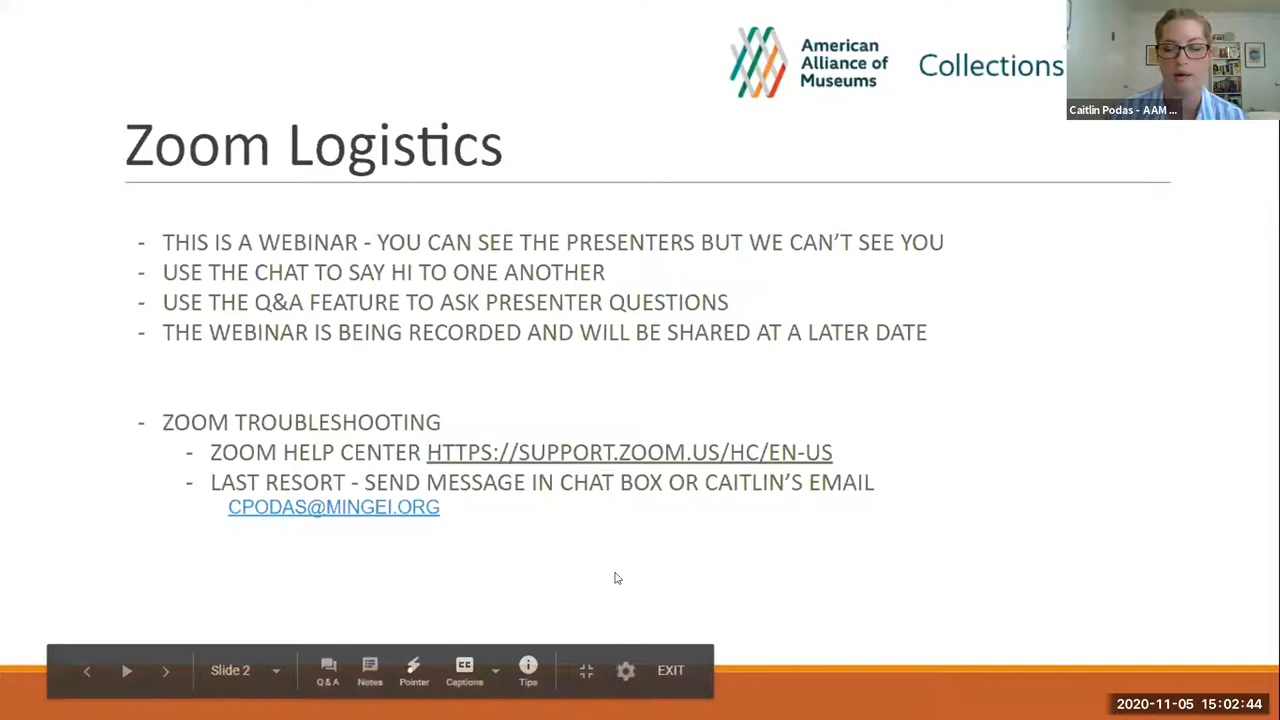 American
Alliance of
Museums
Collections
Caitlin Podas - AAM ...
Zoom Logistics
- THIS IS A WEBINAR - YOU CAN SEE THE PRESENTERS BUT WE CAN'T SEE YOU
- USE THE CHAT TO SAY HI TO ONE ANOTHER
- USE THE Q&A FEATURE TO ASK PRESENTER QUESTIONS
- THE WEBINAR IS BEING RECORDED AND WILL BE SHARED AT A LATER DATE
- ZOOM TROUBLESHOOTING
- ZOOM HELP CENTER HTTPS://SUPPORT.ZOOM.US/HC/EN-US
- LAST RESORT - SEND MESSAGE IN CHAT BOX OR CAITLIN'S EMAIL
CPODAS@MINGEI.ORG
Slide 2
Q & A
Notes
Pointer
CC
Captions
Tips
EXIT
2020-11-05 15:02:44